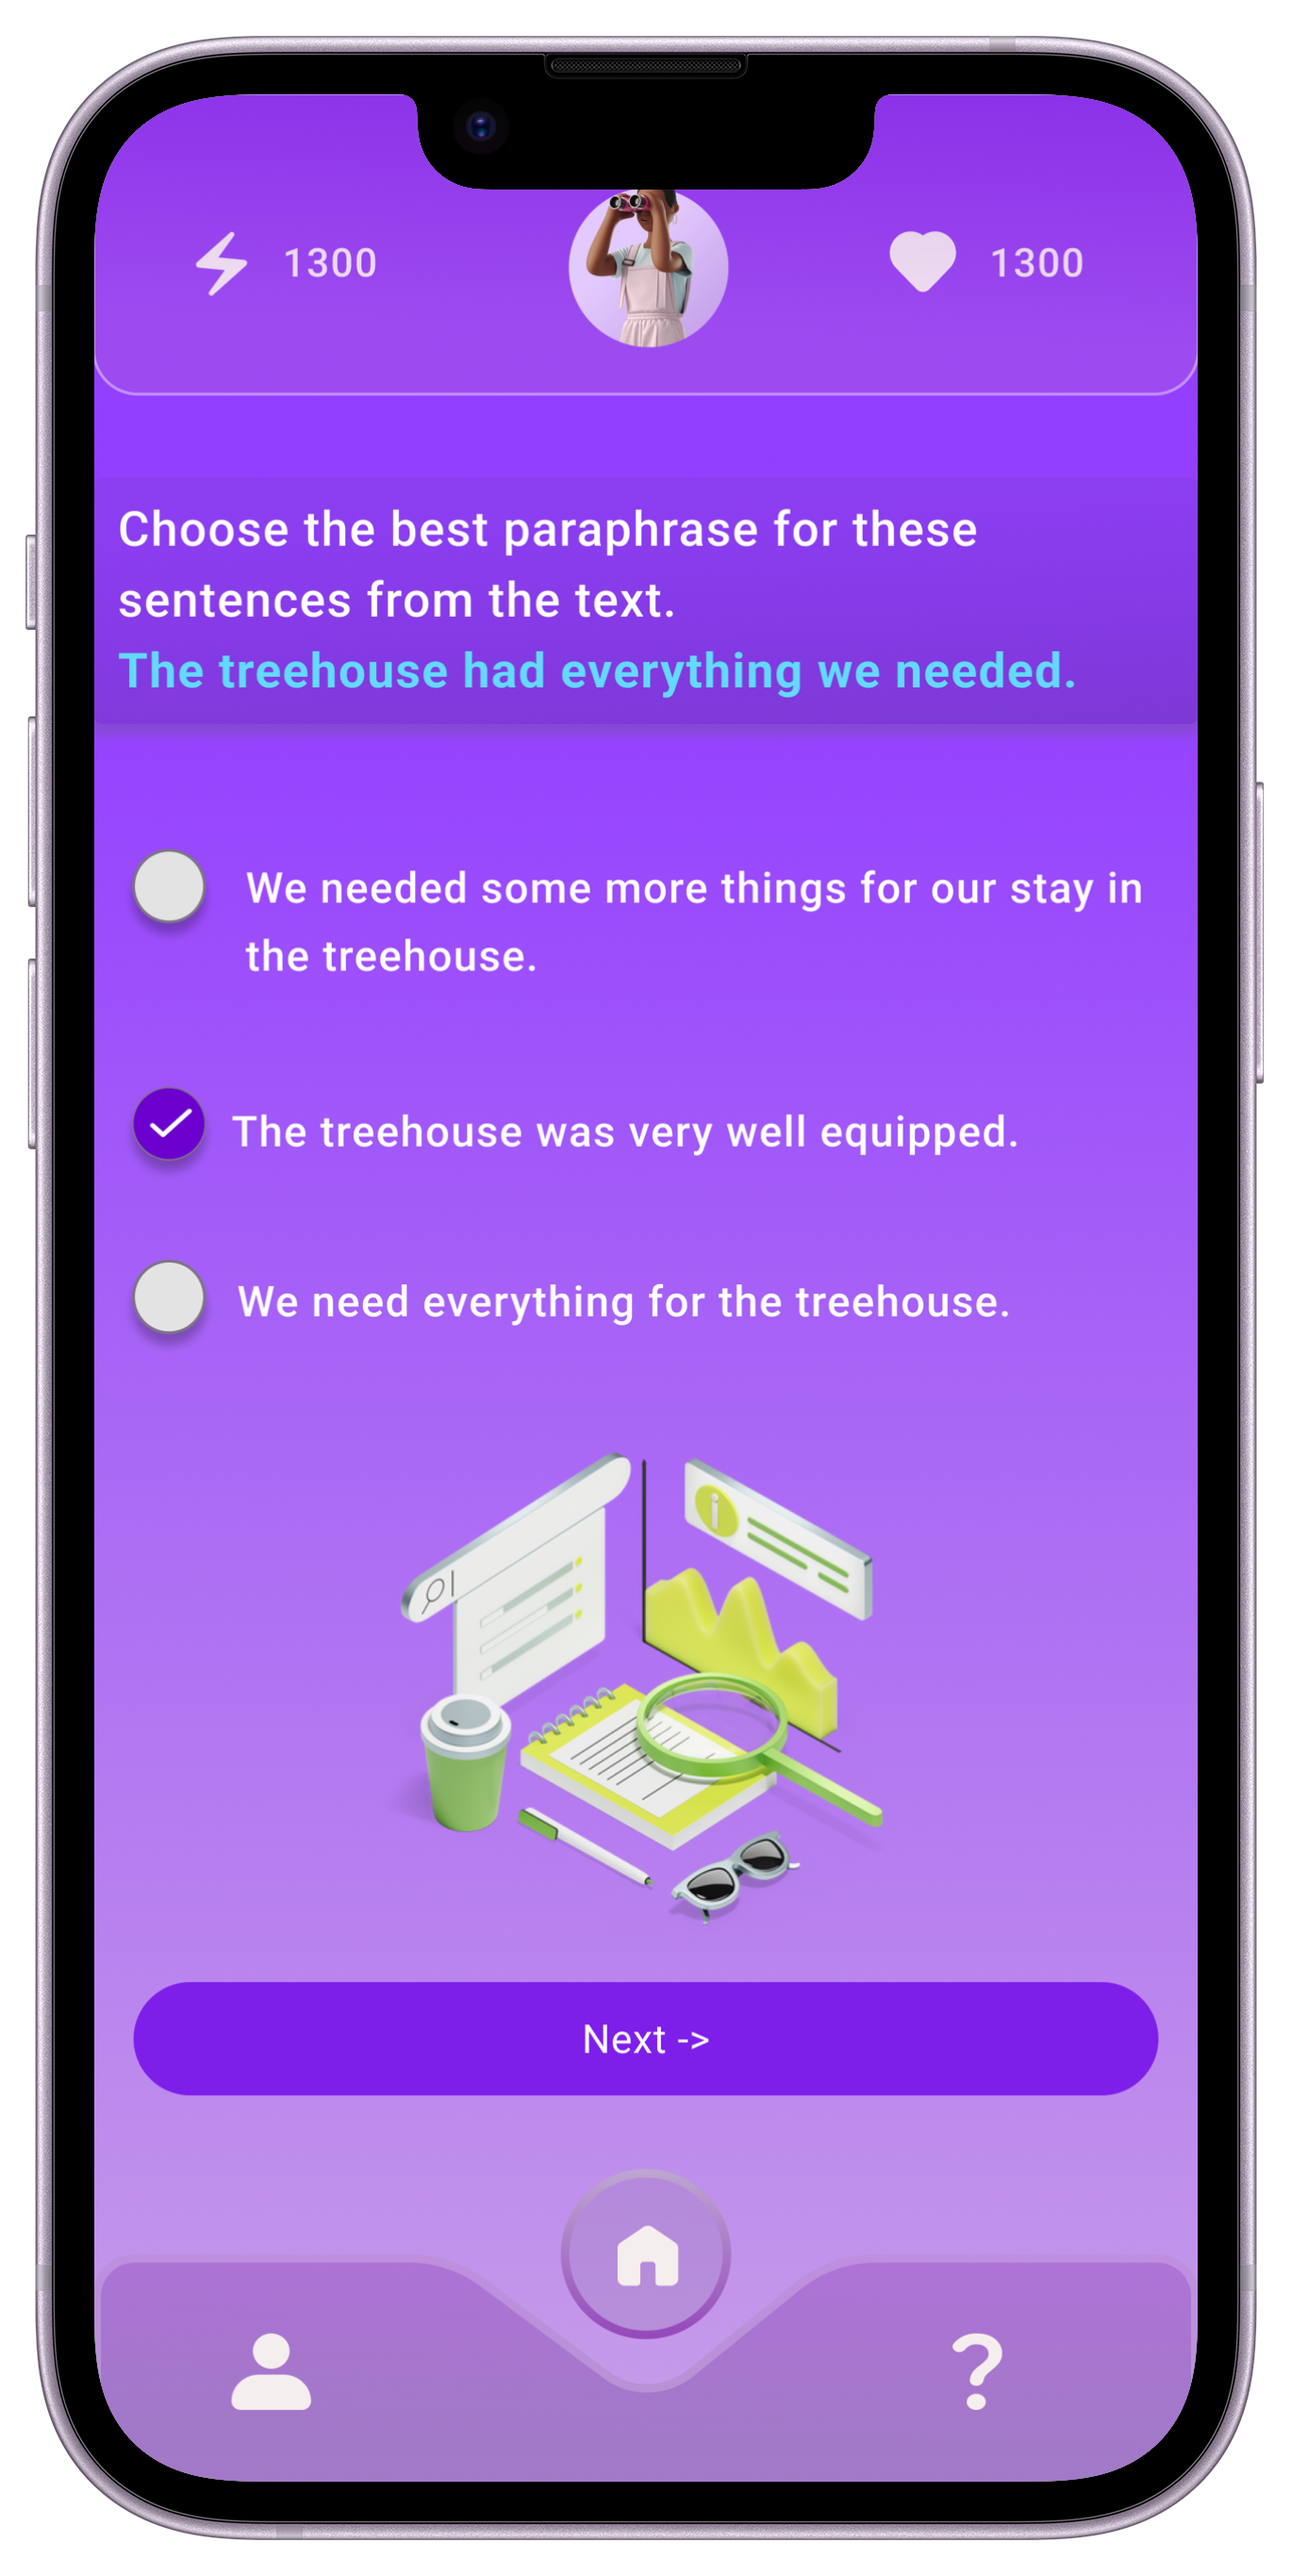 1300
1300
Choose the best paraphrase for these
sentences from the text.
The treehouse had everything we needed.
We needed some more things for our stay in
the treehouse.
The treehouse was very well equipped.
We need everything for the treehouse.
Next ->